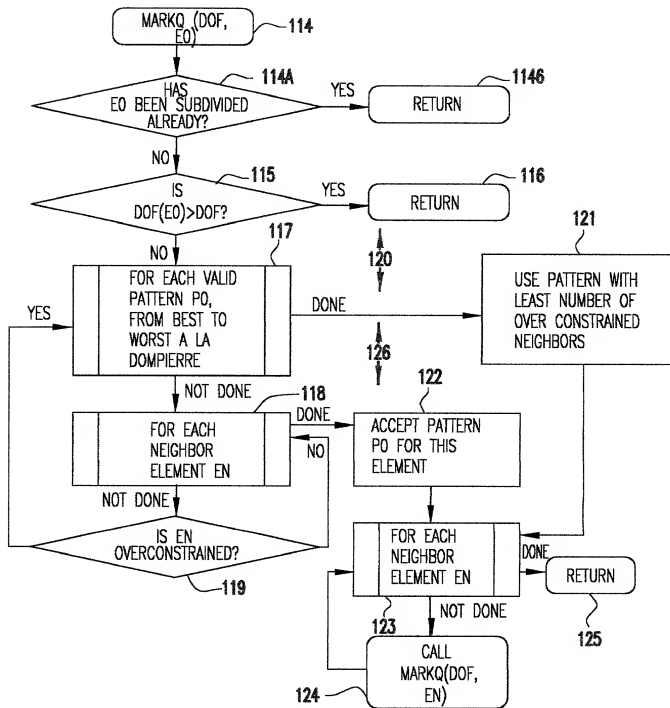 MARKQ (DOF,
E0)
114
HAS
E0 BEEN SUBDIVIDED
ALREADY?
114A
YES
RETURN
1146
NO
IS
DOF(E0)>DOF?
115
YES
RETURN
116
NO
117
FOR EACH VALID
PATTERN P0,
FROM BEST TO
WORST A LA
DOMPIERRE
YES
DONE
120
126
121
USE PATTERN WITH
LEAST NUMBER OF
OVER CONSTRAINED
NEIGHBORS
NOT DONE
118
FOR EACH
NEIGHBOR
ELEMENT EN
DONE
NO
122
ACCEPT PATTERN
P0 FOR THIS
ELEMENT
NOT DONE
IS EN
OVERCONSTRAINED?
119
FOR EACH
NEIGHBOR
ELEMENT EN
123
DONE
RETURN
125
NOT DONE
CALL
MARKQ(DOF,
EN)
124